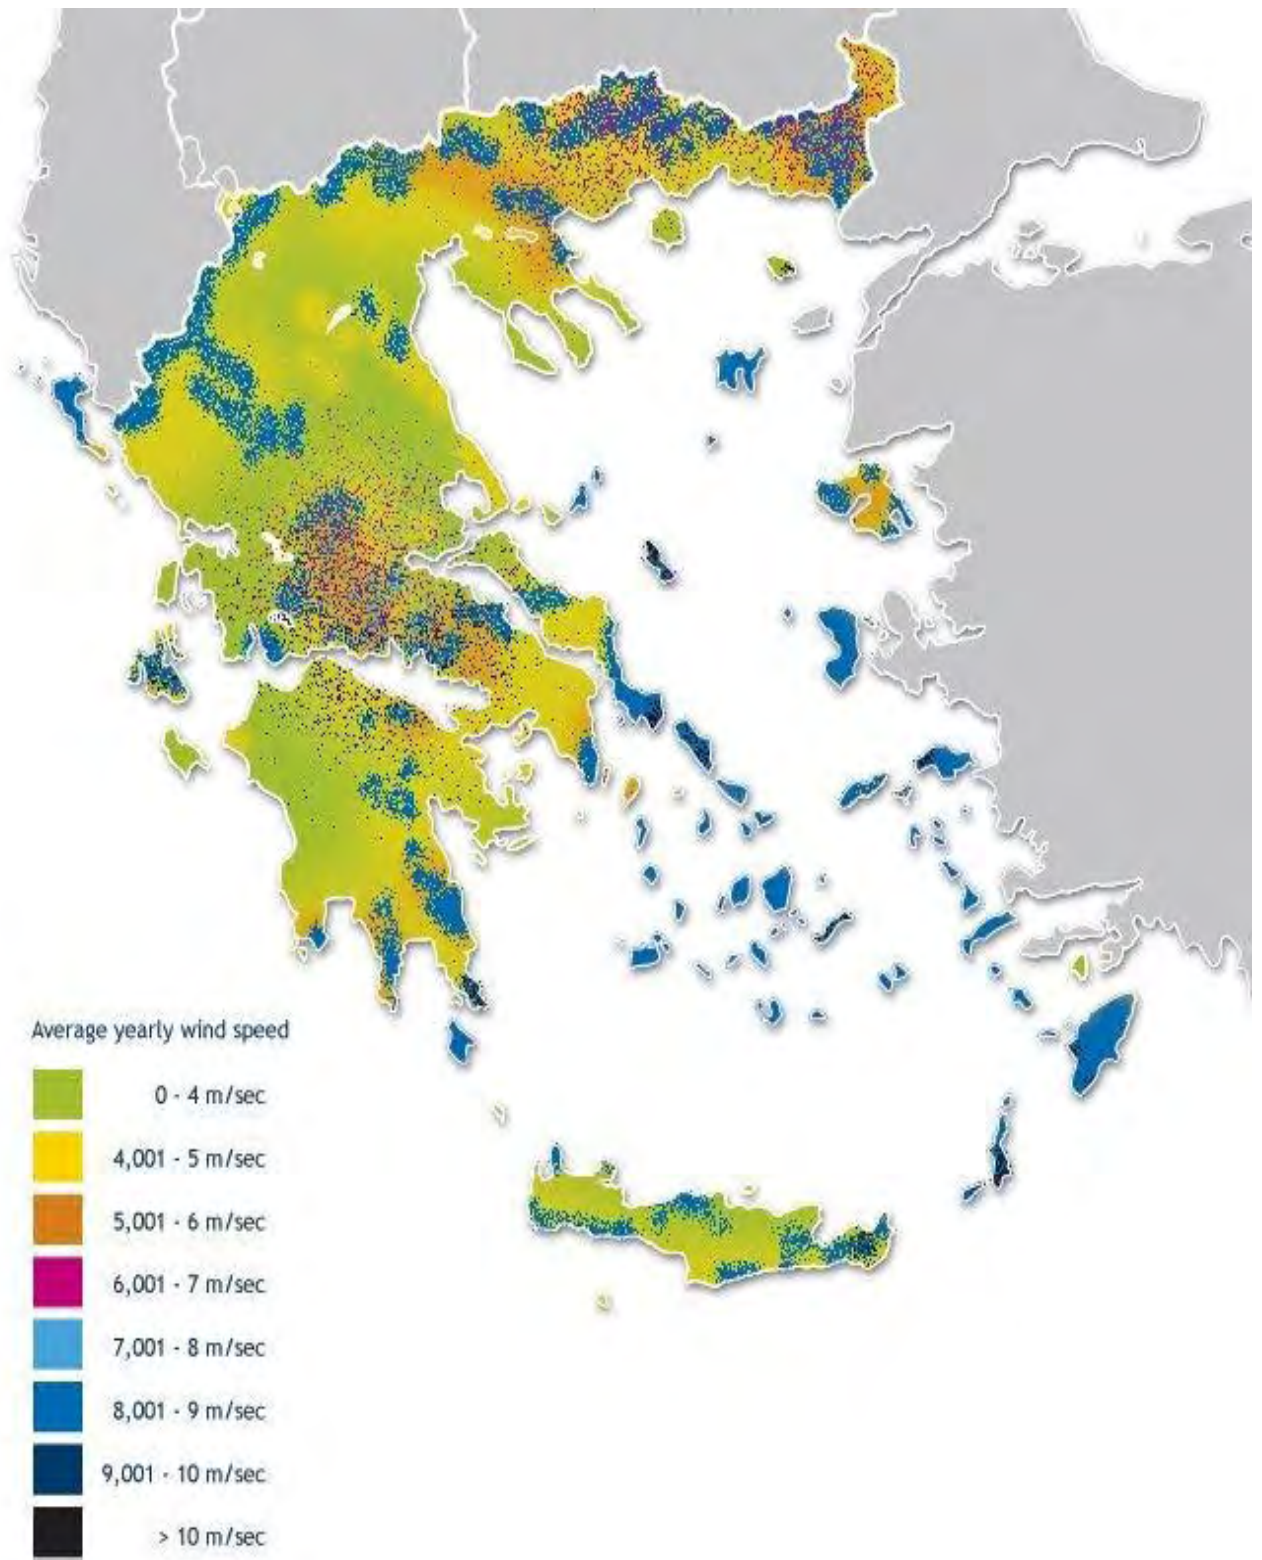 Average yearly wind speed
0 - 4 m/sec
4,001 - 5 m/sec
5,001 - 6 m/sec
6,001 - 7 m/sec
7,001 - 8 m/sec
8,001 - 9 m/sec
9,001 - 10 m/sec
> 10 m/sec